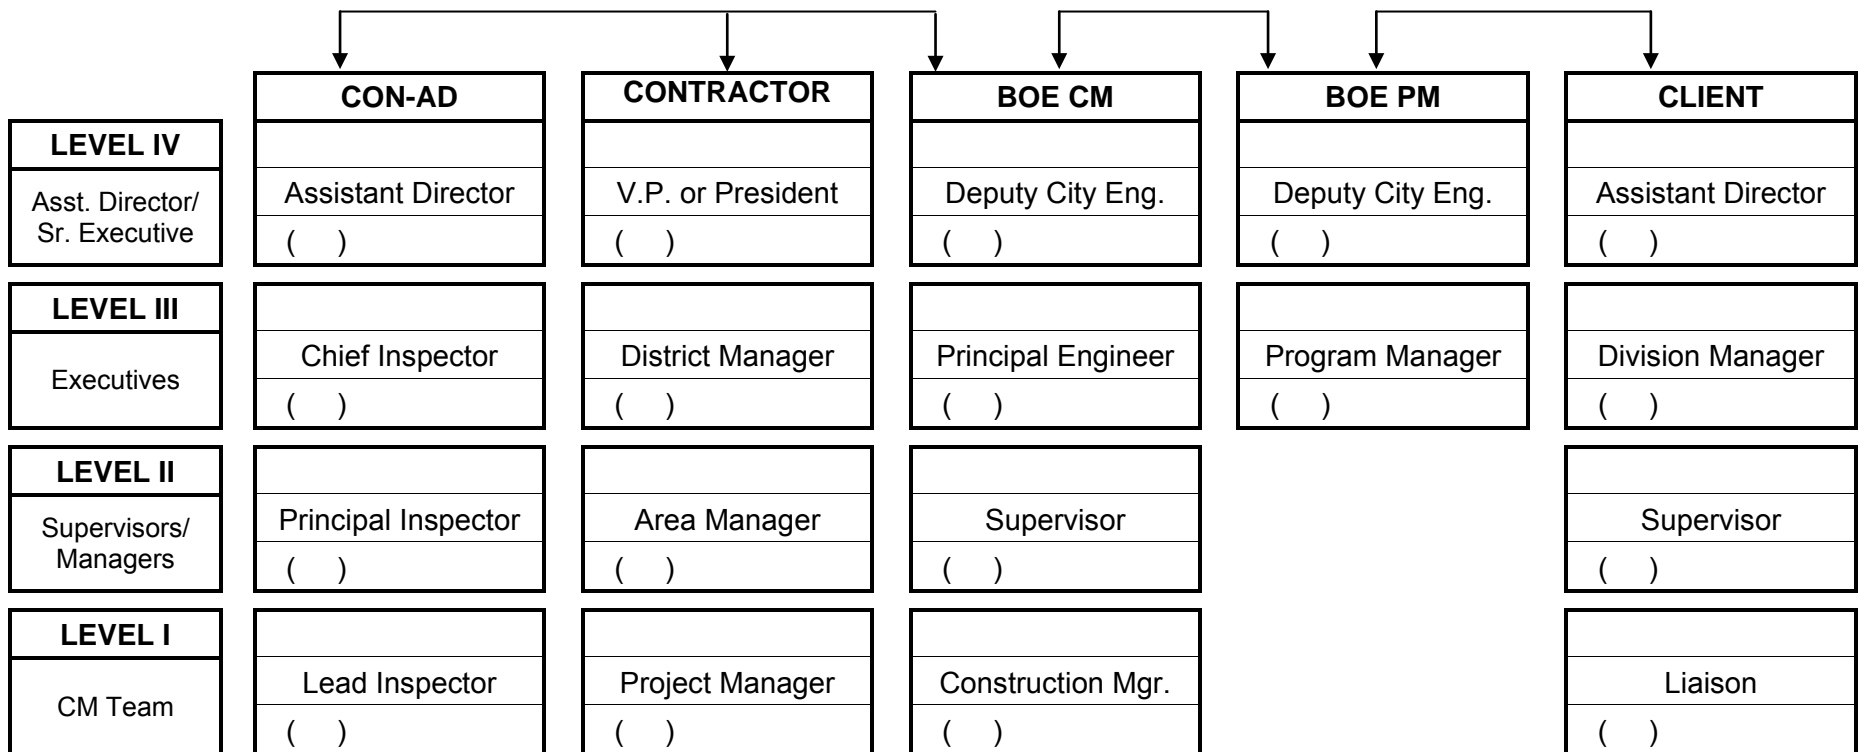 CON-AD
CONTRACTOR
BOE CM
BOE PM
CLIENT
LEVEL IV
Asst. Director/
Sr. Executive
Assistant Director
( )
V.P. or President
( )
Deputy City Eng.
( )
Deputy City Eng.
( )
Assistant Director
( )
LEVEL III
Executives
Chief Inspector
( )
District Manager
( )
Principal Engineer
( )
Program Manager
( )
Division Manager
( )
LEVEL II
Supervisors/
Managers
Principal Inspector
( )
Area Manager
( )
Supervisor
( )
Supervisor
( )
LEVEL I
CM Team
Lead Inspector
( )
Project Manager
( )
Construction Mgr.
( )
Liaison
( )